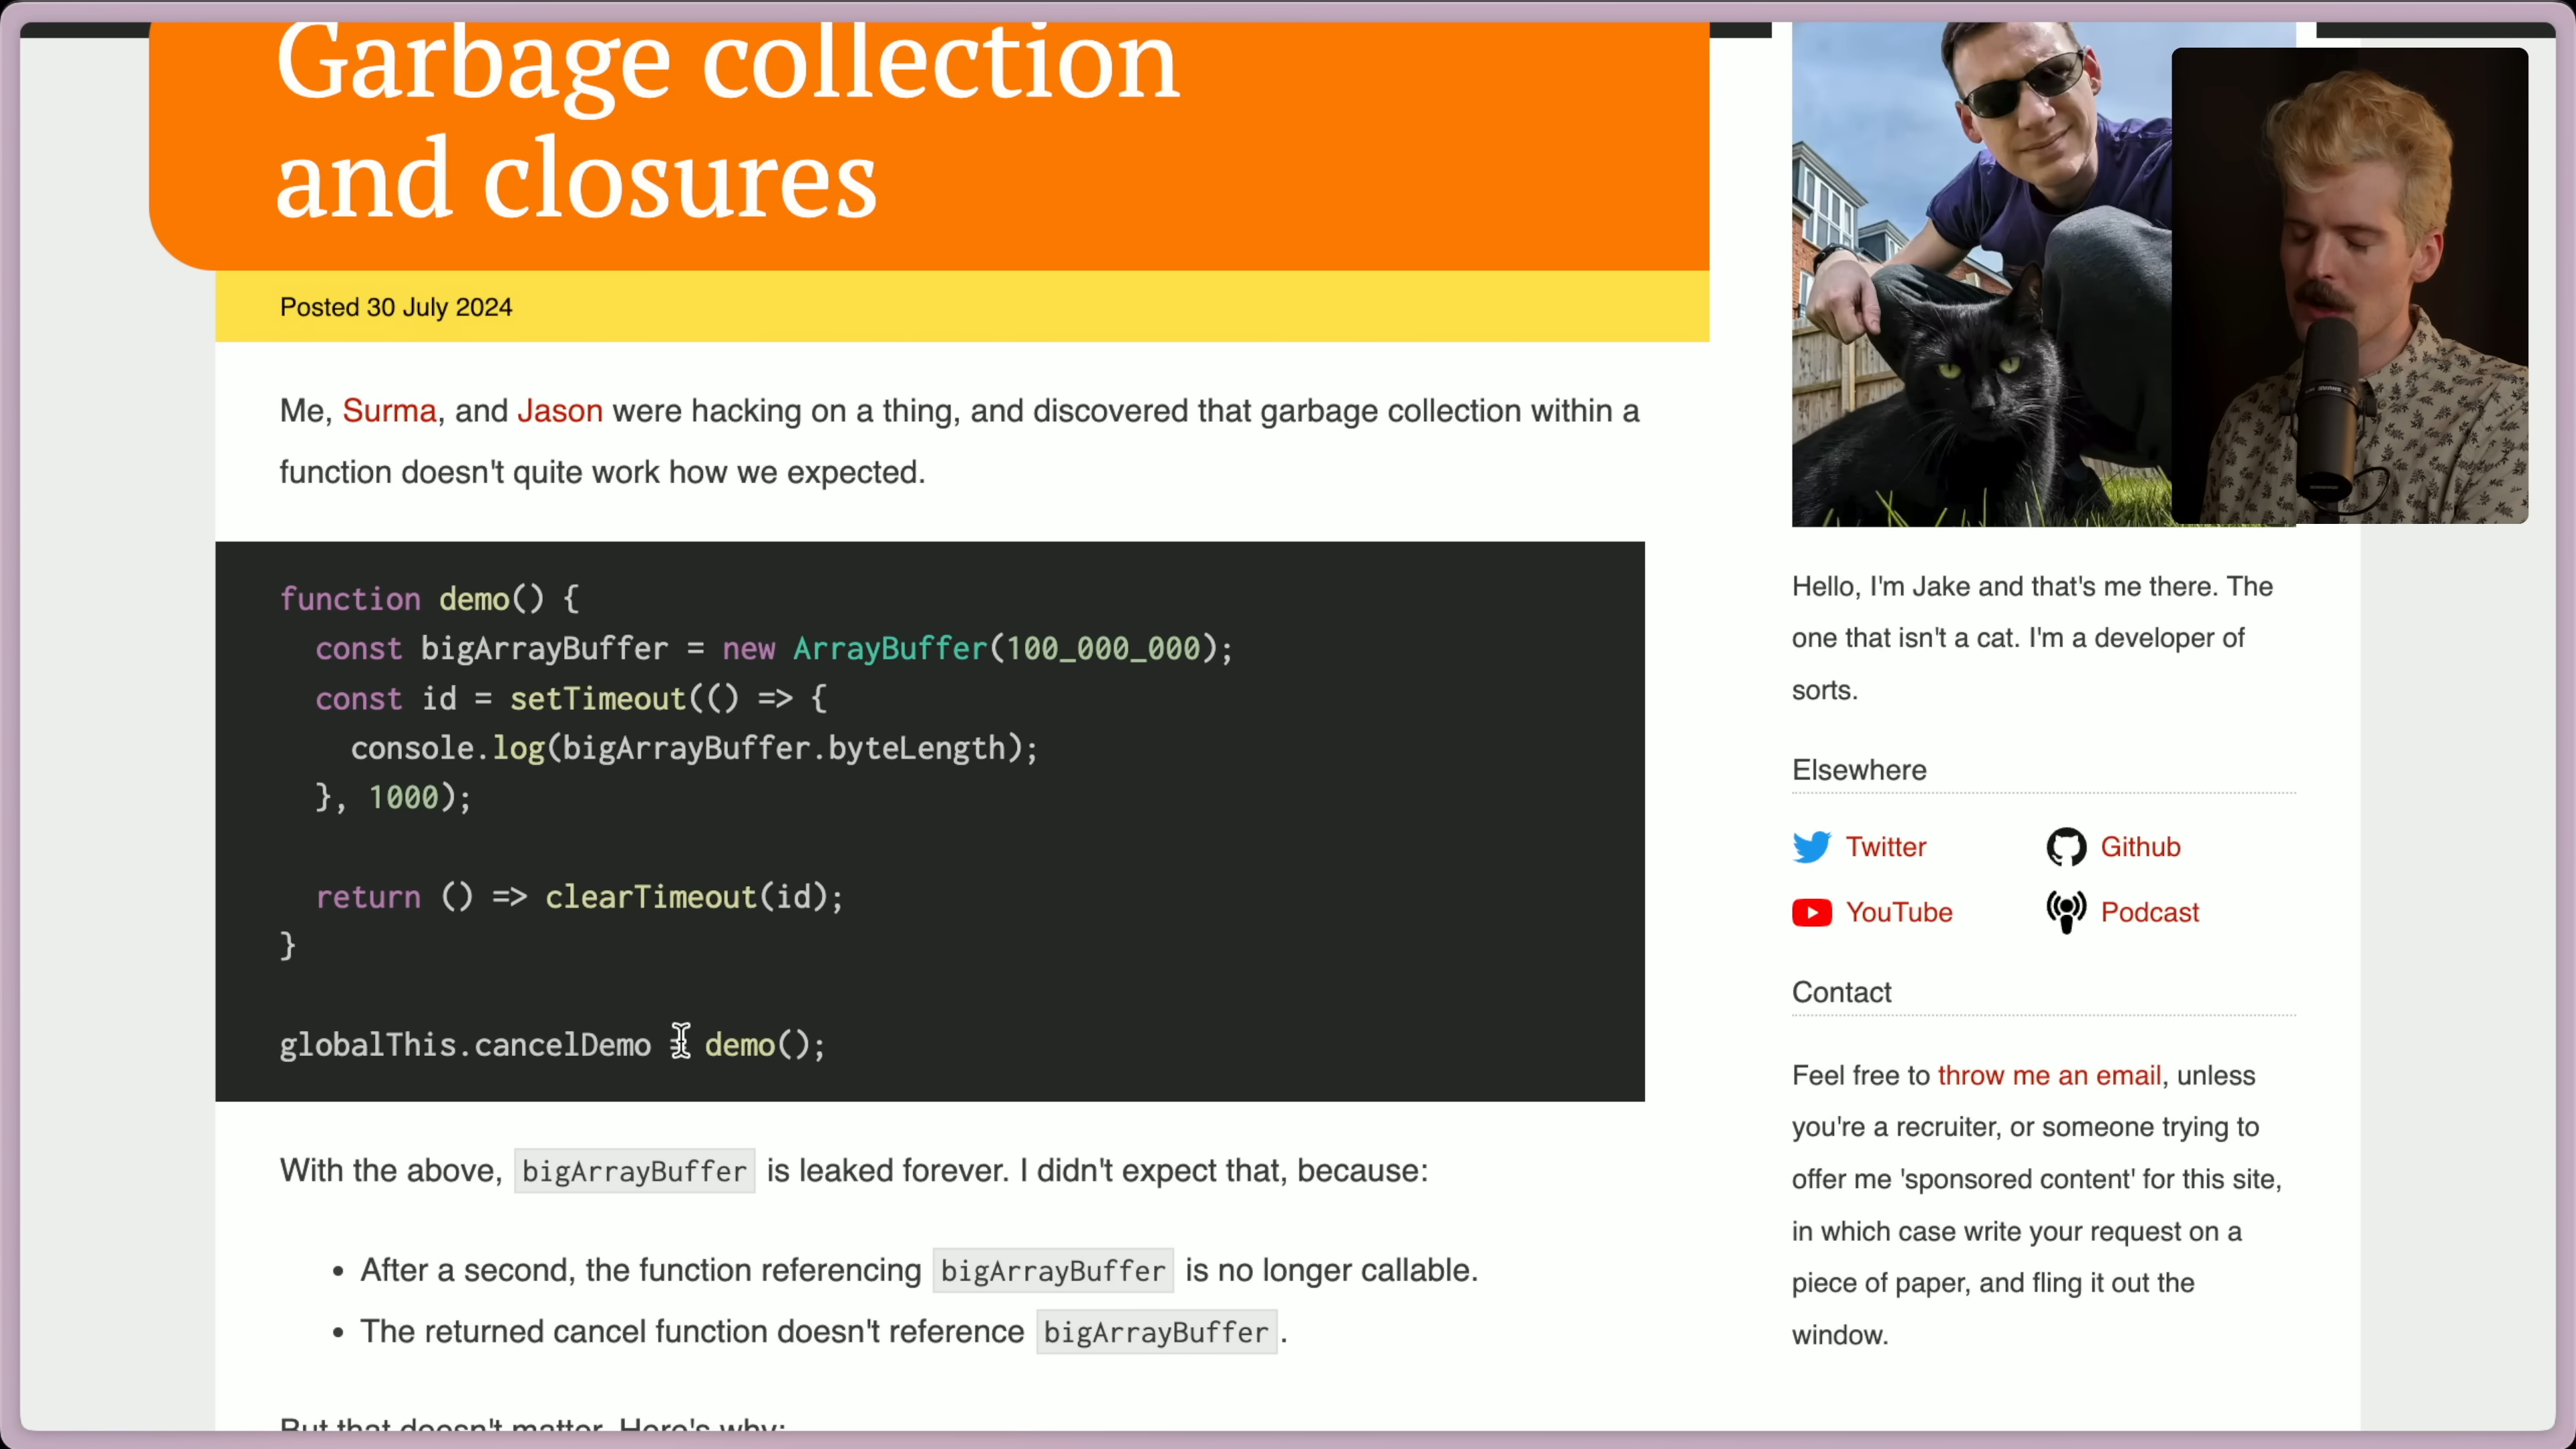 Garbage collection
and closures
Posted 30 July 2024
Me, Surma, and Jason were hacking on a thing, and discovered that garbage collection within a
function doesn't quite work how we expected.
function demo() {
  const bigArrayBuffer = new ArrayBuffer(100_000_000);
  const id = setTimeout(() => {
    console.log(bigArrayBuffer.byteLength);
  }, 1000);
  return () => clearTimeout(id);
}
globalThis.cancelDemo = demo();
With the above, bigArrayBuffer is leaked forever. I didn't expect that, because:
• After a second, the function referencing bigArrayBuffer is no longer callable.
• The returned cancel function doesn't reference bigArrayBuffer.
But that doesn't matter. Here's why:
Hello, I'm Jake and that's me there. The
one that isn't a cat. I'm a developer of
sorts.
Elsewhere
Twitter Github
YouTube Podcast
Contact
Feel free to throw me an email, unless
you're a recruiter, or someone trying to
offer me 'sponsored content' for this site,
in which case write your request on a
piece of paper, and fling it out the
window.